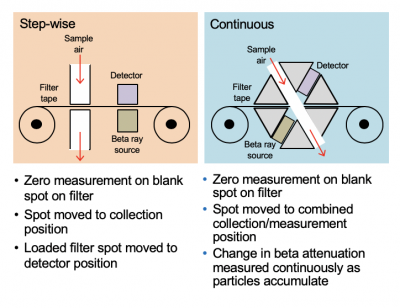 Step-wise
Sample
air
Detector
Filter
tape
Beta ray
source
• Zero measurement on blank
spot on filter
• Spot moved to collection
position
• Loaded filter spot moved to
detector position
Continuous
Sample
air
Detector
Filter
tape
Beta ray
source
• Zero measurement on blank
spot on filter
• Spot moved to combined
collection/measurement
position
• Change in beta attenuation
measured continuously as
particles accumulate